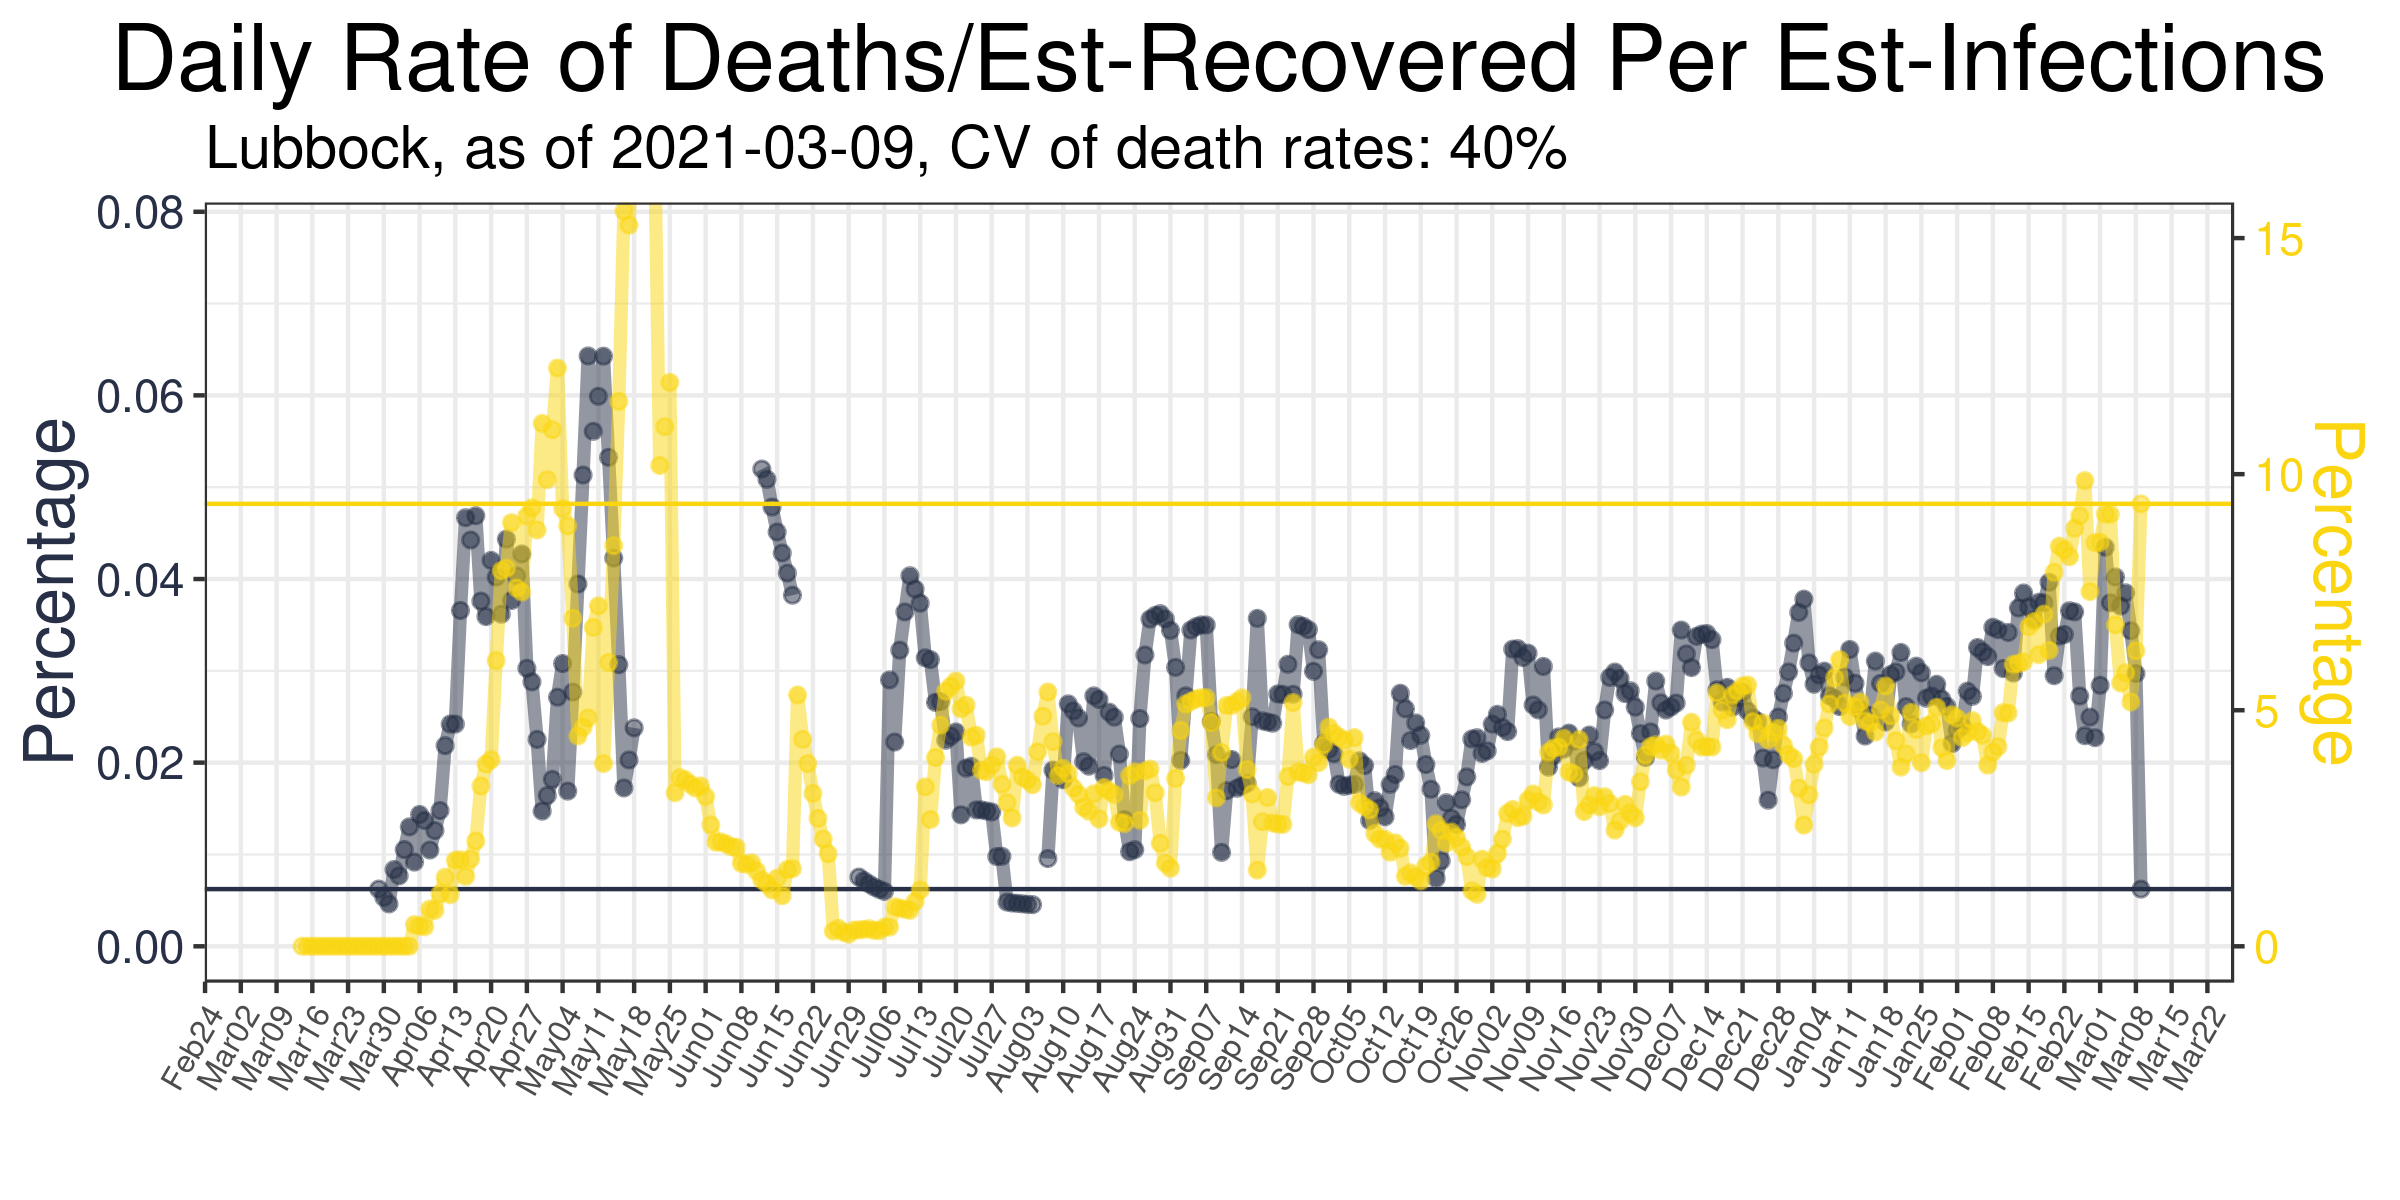 Daily Rate of Deaths/Est-Recovered Per Est-Infections
Lubbock, as of 2021-03-09, CV of death rates: 40%
Percentage
0.08
0.06
0.04
0.02
0.00
15
10
5
0
Percentage
Feb24
Mar02
Mar09
Mar16
Mar23
Mar30
Apr06
Apr13
Apr20
Apr27
May04
May11
May18
May25
Jun01
Jun08
Jun15
Jun22
Jun29
Jul06
Jul13
Jul20
Jul27
Aug03
Aug10
Aug17
Aug24
Aug31
Sep07
Sep14
Sep21
Sep28
Oct05
Oct12
Oct19
Oct26
Nov02
Nov09
Nov16
Nov23
Nov30
Dec07
Dec14
Dec21
Dec28
Jan04
Jan11
Jan18
Jan25
Feb01
Feb08
Feb15
Feb22
Mar01
Mar08
Mar15
Mar22